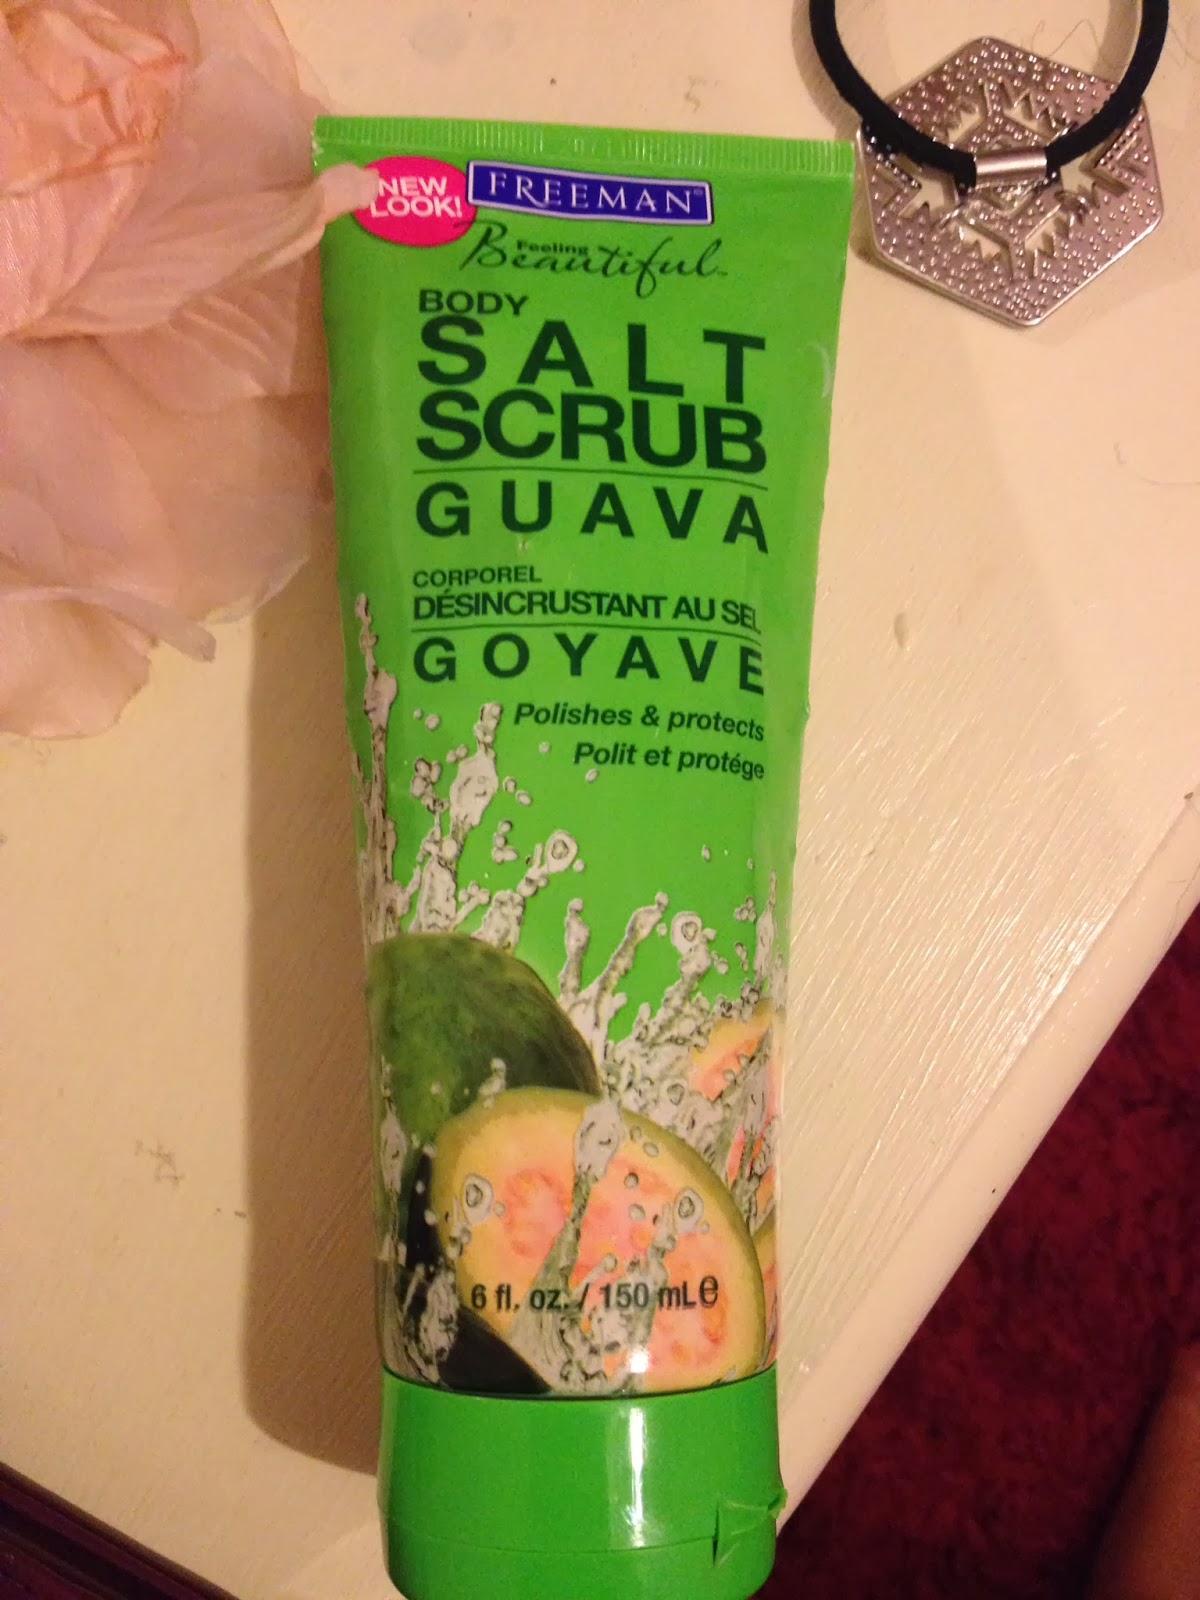 NEW
LOOK!
FREEMAN®
Feeling
Beautiful™
BODY
SALT
SCRUB
GUAVA
CORPOREL
DÉSINCRUSTANT AU SEL
GOYAVE
Polishes & protects
Polit et protége
6 fl. oz. / 150 mL℮